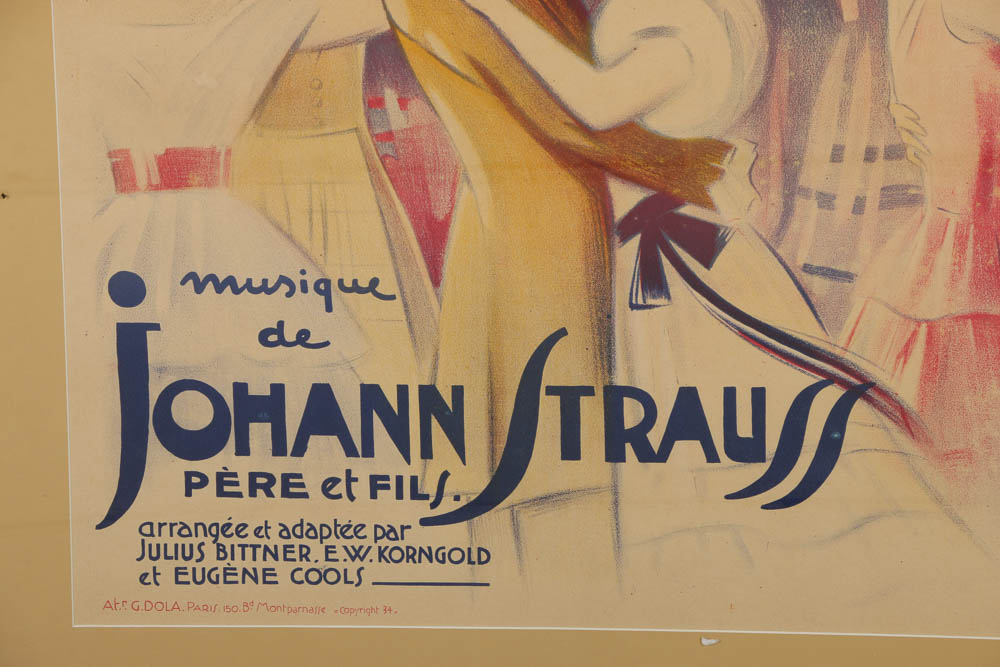 musique
de
JOHANN STRAUSS
PÈRE et FILS.
arrangée et adaptée par
JULIUS BITTNER. E.W. KORNGOLD
et EUGÈNE COOLS
At.r G. DOLA. PARIS. 150. Bd Montparnasse - Copyright 34 -